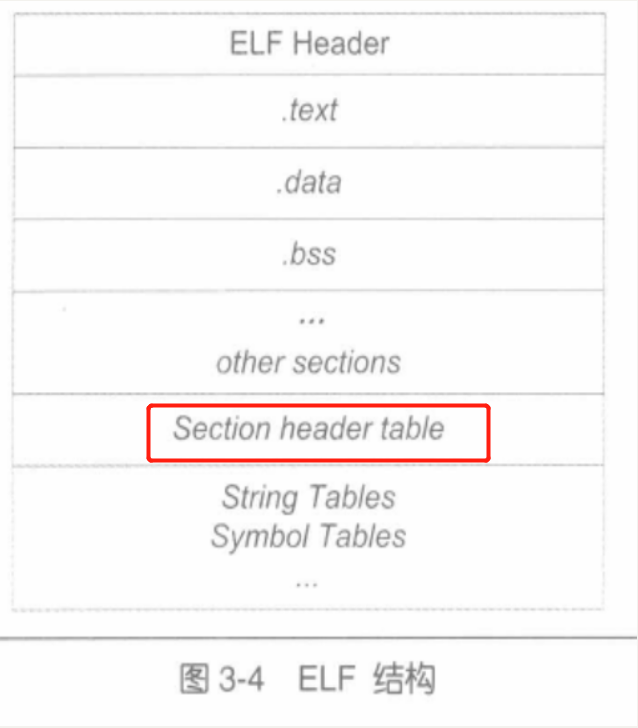 ELF Header
.text
.data
.bss
...
other sections
Section header table
String Tables
Symbol Tables
...
图 3-4 ELF 结构